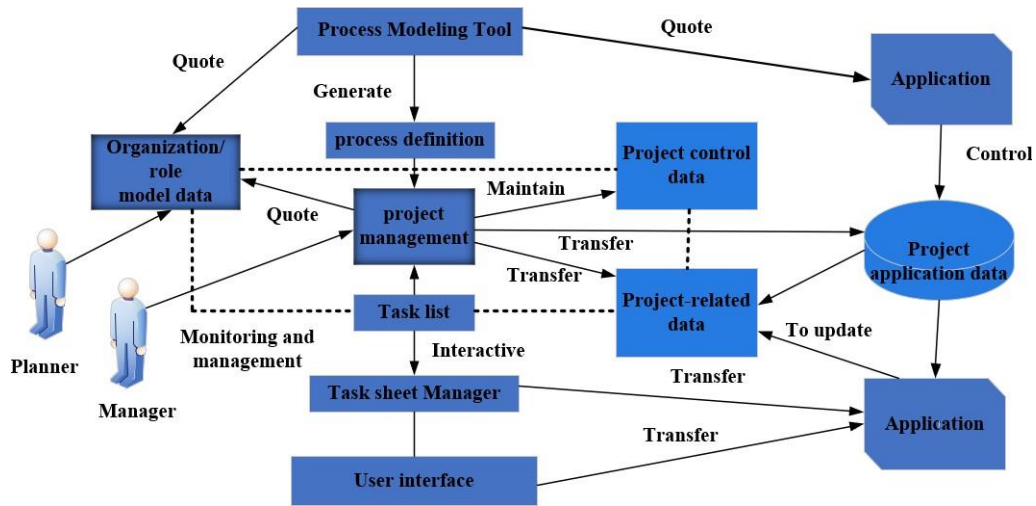 Process Modeling Tool
Quote
Quote
Application
Generate
process definition
Organization/
role
model data
Project control
data
Control
Maintain
Quote
project
management
Transfer
Transfer
Project
application data
Project-related
data
Task list
To update
Monitoring and
management
Interactive
Planner
Manager
Task sheet Manager
Transfer
Application
Transfer
User interface